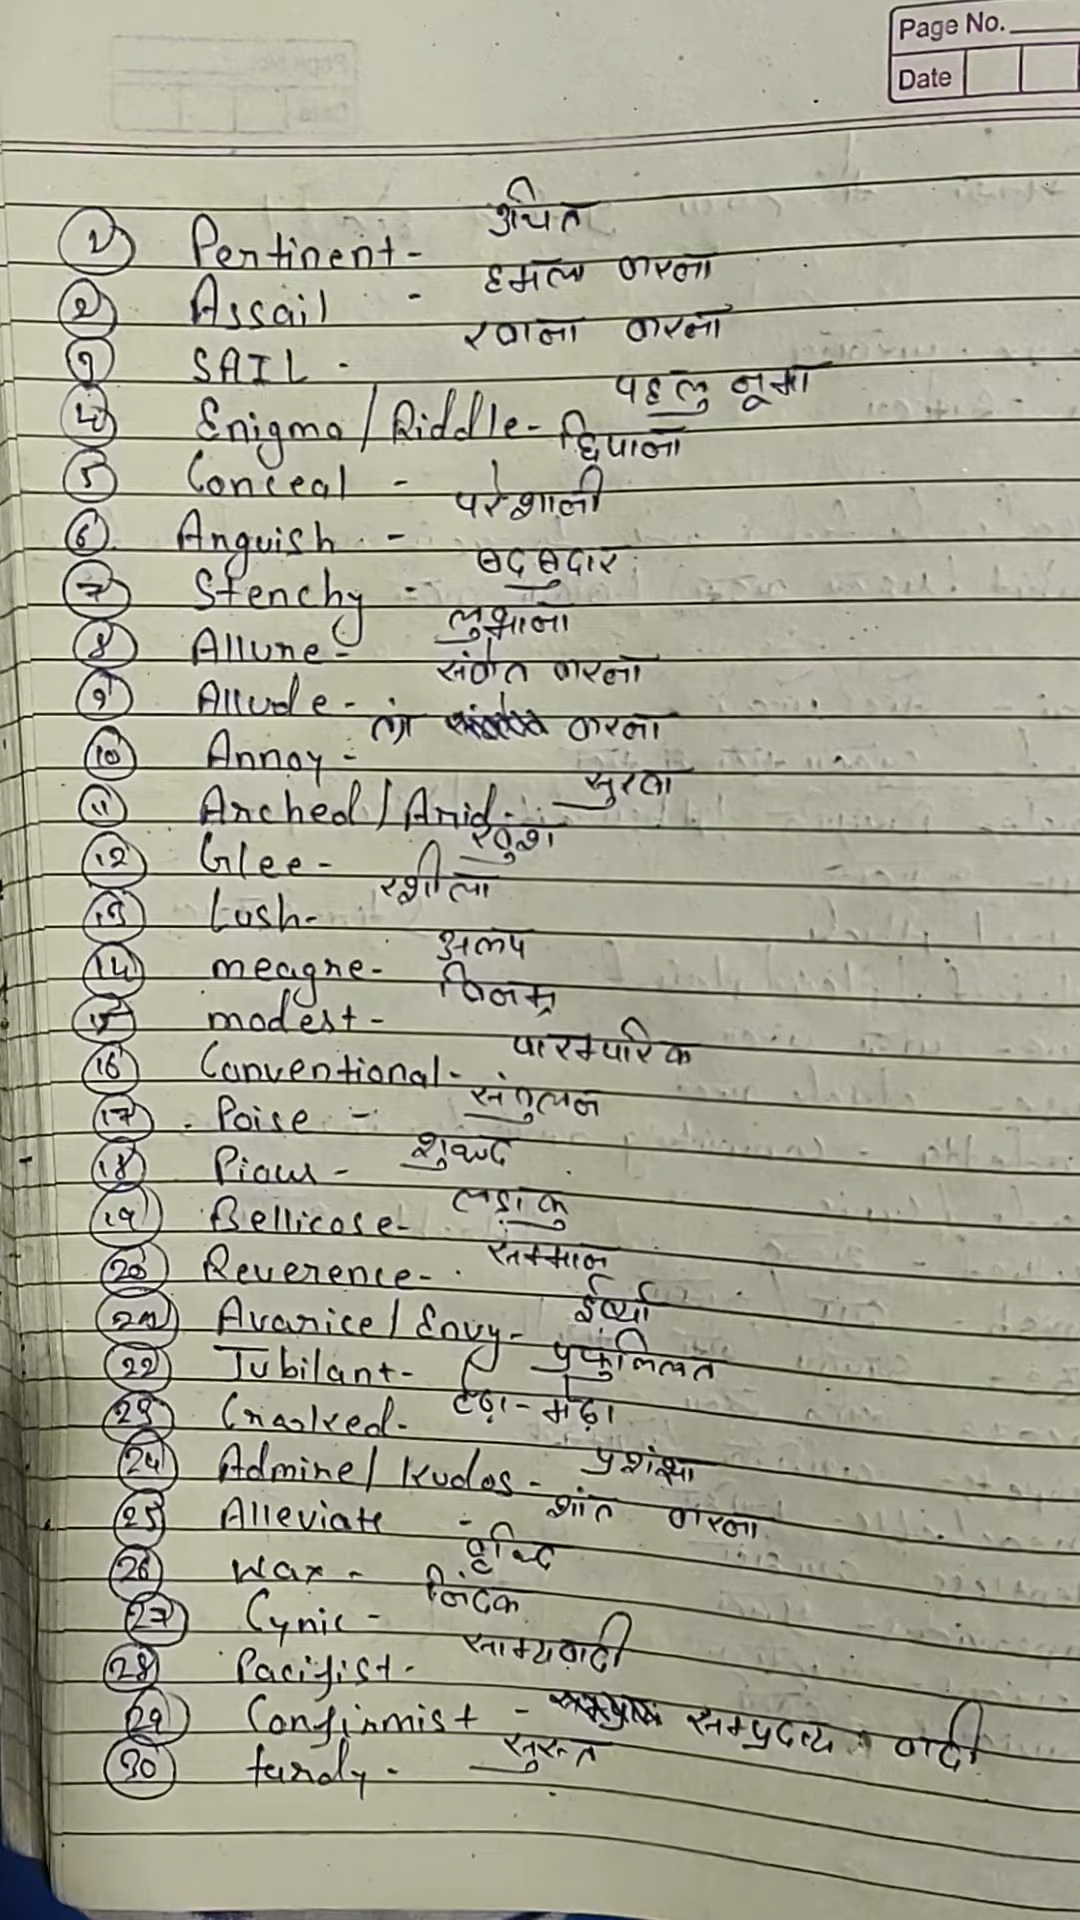 Page No.
Date
1 Pertinent - उचित
2 Assail - हमला करना
3 SAIL - रवाना करना
4 Enigma / Riddle - पहलु नूमा
5 Conceal - छिपाना
6 Anguish - परेशानी
7 Stenchy - बदबुदार
8 Allure - लुभाना
9 Allude - संकेत करना
10 Annoy - तंग करना
11 Arched / Arid - सुखा
12 Glee - खुश
13 Lush - रशीला
14 meagre - अल्प
15 modest - विनम्र
16 Conventional - पारम्परिक
17 Poise - संतुलन
18 Pious - शुध्द
19 Bellicose - लड़ाकु
20 Reverence - सम्मान
21 Avarice / Envy - ईर्ष्या
22 Jubilant - प्रफुल्लित
23 Crooked - टेढ़ा - मेढ़ा
24 Admire / Kudos - प्रशंसा
25 Alleviate - शांत करना
26 Wax - वृध्दि
27 Cynic - निंदक
28 Pacifist - साम्यवादी
29 Confirmist - सम्प्रदाय वादी
30 tardy - सुस्त